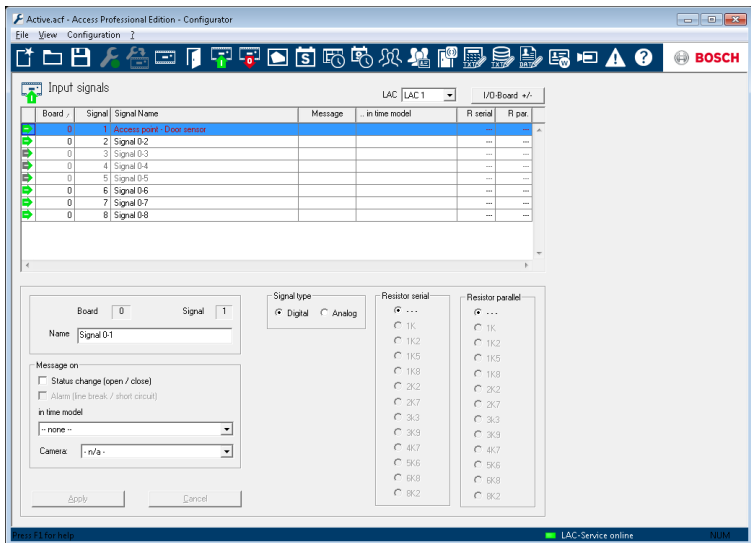 Active.acf - Access Professional Edition - Configurator
File View Configuration ?
BOSCH
Input signals
LAC LAC 1 I/O-Board +/-
Board / Signal Signal Name Message .. in time model R serial R par.
0 1 Access point - Door sensor --- ---
0 2 Signal 0-2 --- ---
0 3 Signal 0-3 --- ---
0 4 Signal 0-4 --- ---
0 5 Signal 0-5 --- ---
0 6 Signal 0-6 --- ---
0 7 Signal 0-7 --- ---
0 8 Signal 0-8 --- ---
Board 0 Signal 1
Name Signal 0-1
Message on
Status change (open / close)
Alarm (line break / short circuit)
in time model
-- none --
Camera: - n/a -
Apply Cancel
Signal type
Digital Analog
Resistor serial
- - -
1K
1K2
1K5
1K8
2K2
2K7
3k3
3K9
4K7
5K6
6K8
8K2
Resistor parallel
- - -
1K
1K2
1K5
1K8
2K2
2K7
3k3
3K9
4K7
5K6
6K8
8K2
Press F1 for help LAC-Service online NUM